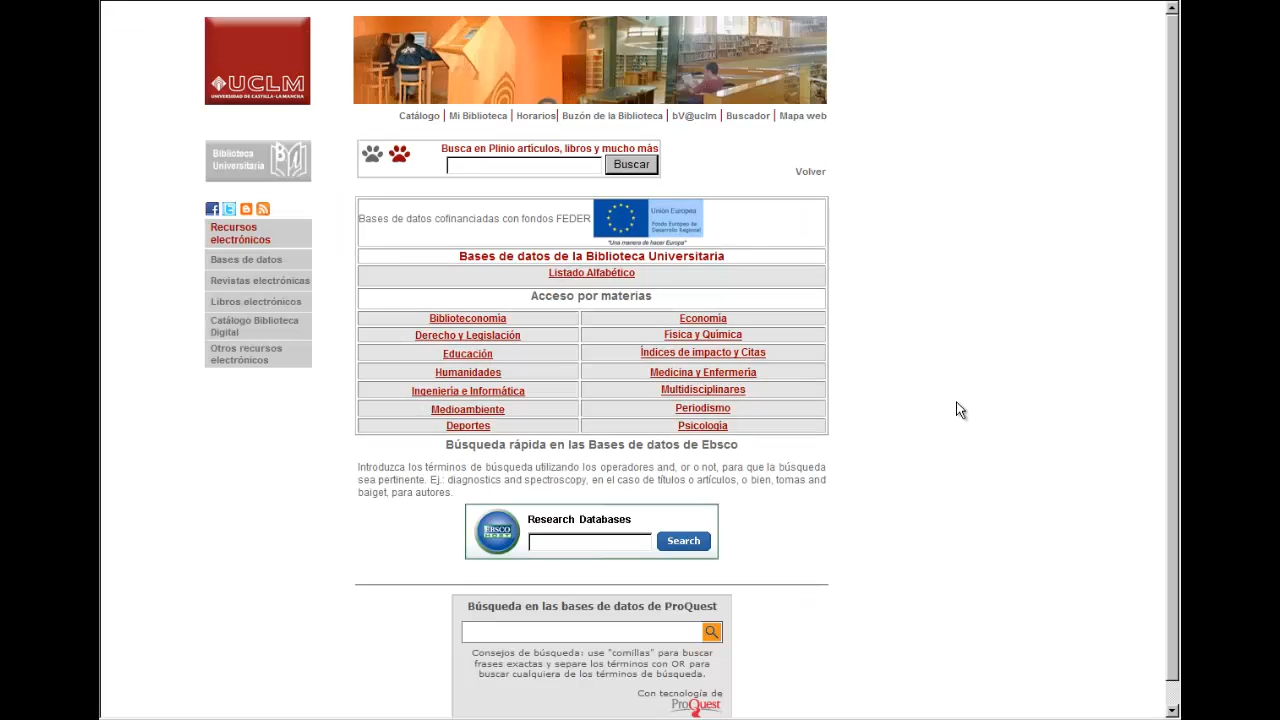 UCLM
UNIVERSIDAD DE CASTILLA-LA MANCHA
Catálogo | Mi Biblioteca | Horarios | Buzón de la Biblioteca | bV@uclm | Buscador | Mapa web
Biblioteca
Universitaria
Busca en Plinio artículos, libros y mucho más
Buscar
Volver
Recursos
electrónicos
Bases de datos
Revistas electrónicas
Libros electrónicos
Catálogo Biblioteca
Digital
Otros recursos
electrónicos
Bases de datos cofinanciadas con fondos FEDER
Unión Europea
Fondo Europeo de
Desarrollo Regional
"Una manera de hacer Europa"
Bases de datos de la Biblioteca Universitaria
Listado Alfabético
Acceso por materias
Biblioteconomía Economía
Derecho y Legislación Física y Química
Educación Índices de impacto y Citas
Humanidades Medicina y Enfermería
Ingeniería e Informática Multidisciplinares
Medioambiente Periodismo
Deportes Psicología
Búsqueda rápida en las Bases de datos de Ebsco
Introduzca los términos de búsqueda utilizando los operadores and, or o not, para que la búsqueda
sea pertinente. Ej.: diagnostics and spectroscopy, en el caso de títulos o artículos, o bien, tomas and
baiget, para autores.
EBSCO
HOST
Research Databases
Search
Búsqueda en las bases de datos de ProQuest
Consejos de búsqueda: use "comillas" para buscar
frases exactas y separe los términos con OR para
buscar cualquiera de los términos de búsqueda.
Con tecnología de
ProQuest